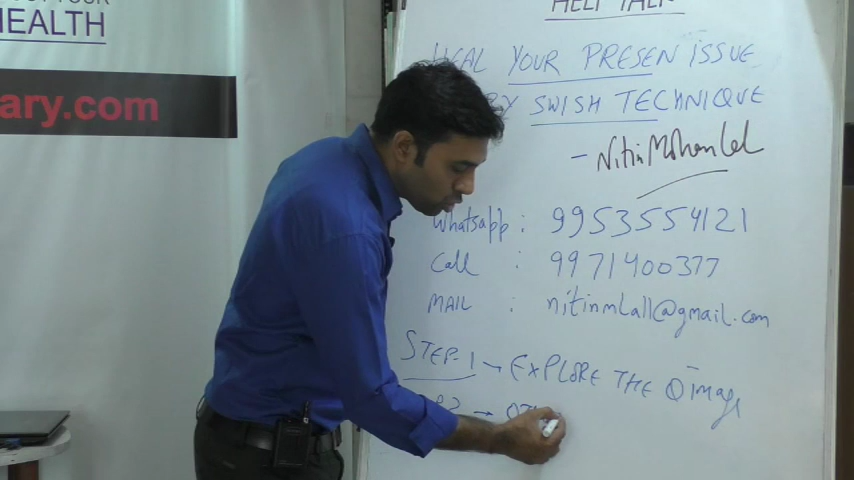 HEALTH
ary.com
HELP TALK
HEAL YOUR PRESEN ISSUE
BY SWISH TECHNIQUE
- Nitin Mohan Lal
Whatsapp : 9953554121
Call : 9971400377
MAIL : nitinmlall@gmail.com
STEP-1 → EXPLORE THE Q image